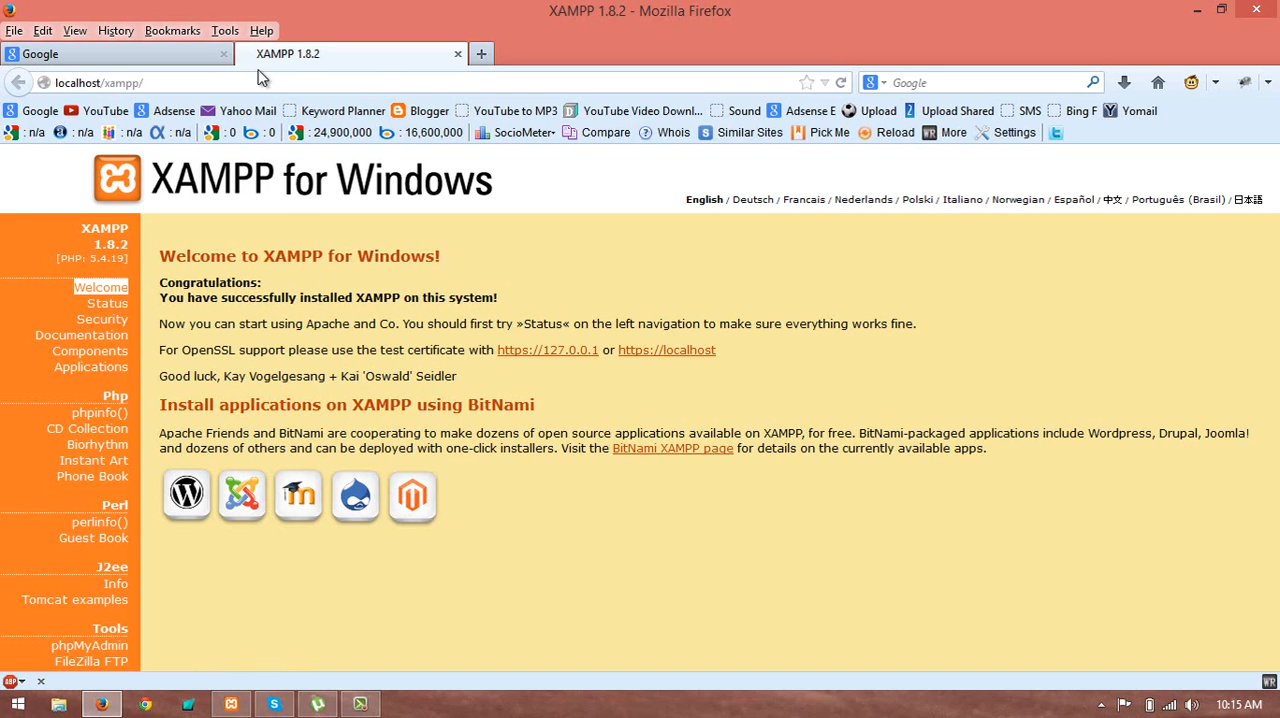 XAMPP 1.8.2 - Mozilla Firefox
File Edit View History Bookmarks Tools Help
Google XAMPP 1.8.2
localhost/xampp/ Google
Google YouTube Adsense Yahoo Mail Keyword Planner Blogger YouTube to MP3 YouTube Video Down... Sound Adsense E Upload Upload Shared SMS Bing F Yomail
: n/a : n/a : n/a : n/a : 0 : 0 : 24,900,000 : 16,600,000 SocioMeter Compare Whois Similar Sites Pick Me Reload More Settings
XAMPP for Windows
English / Deutsch / Francais / Nederlands / Polski / Italiano / Norwegian / Español / 中文 / Português (Brasil) / 日本語
XAMPP
1.8.2
[PHP: 5.4.19]
Welcome
Status
Security
Documentation
Components
Applications
Php
phpinfo()
CD Collection
Biorhythm
Instant Art
Phone Book
Perl
perlinfo()
Guest Book
J2ee
Info
Tomcat examples
Tools
phpMyAdmin
FileZilla FTP
Welcome to XAMPP for Windows!
Congratulations:
You have successfully installed XAMPP on this system!
Now you can start using Apache and Co. You should first try »Status« on the left navigation to make sure everything works fine.
For OpenSSL support please use the test certificate with https://127.0.0.1 or https://localhost
Good luck, Kay Vogelgesang + Kai 'Oswald' Seidler
Install applications on XAMPP using BitNami
Apache Friends and BitNami are cooperating to make dozens of open source applications available on XAMPP, for free. BitNami-packaged applications include Wordpress, Drupal, Joomla!
and dozens of others and can be deployed with one-click installers. Visit the BitNami XAMPP page for details on the currently available apps.
ABP WR
10:15 AM